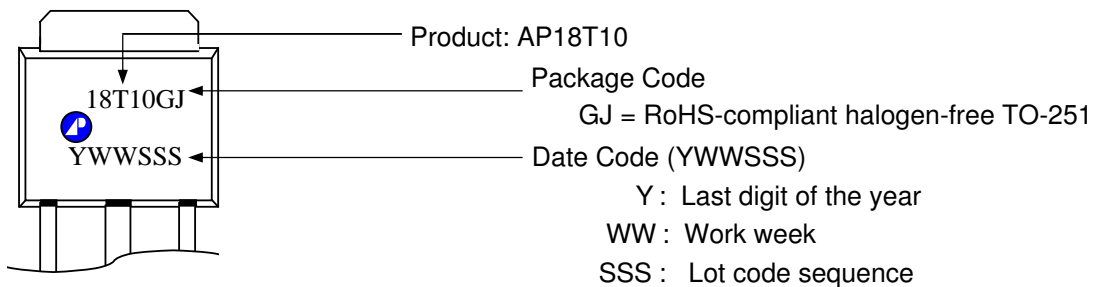 Product: AP18T10
Package Code
18T10GJ
GJ = RoHS-compliant halogen-free TO-251
YWWSSS
Date Code (YWWSSS)
Y : Last digit of the year
WW : Work week
SSS : Lot code sequence